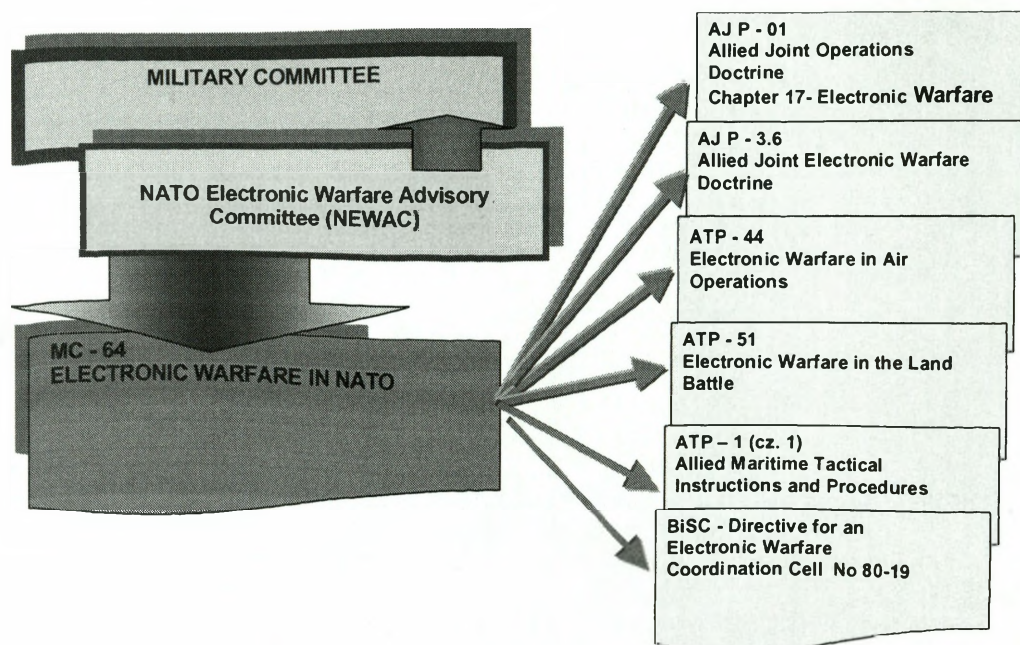 MILITARY COMMITTEE
NATO Electronic Warfare Advisory
Committee (NEWAC)
MC - 64
ELECTRONIC WARFARE IN NATO
AJ P - 01
Allied Joint Operations
Doctrine
Chapter 17- Electronic Warfare
AJ P - 3.6
Allied Joint Electronic Warfare
Doctrine
ATP - 44
Electronic Warfare in Air
Operations
ATP - 51
Electronic Warfare in the Land
Battle
ATP – 1 (cz. 1)
Allied Maritime Tactical
Instructions and Procedures
BiSC - Directive for an
Electronic Warfare
Coordination Cell No 80-19